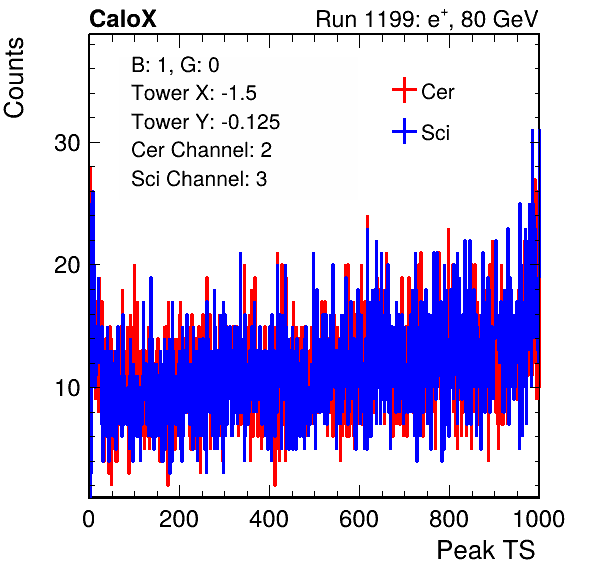 CaloX Run 1199: e⁺, 80 GeV
Counts
B: 1, G: 0
Tower X: -1.5
Tower Y: -0.125
Cer Channel: 2
Sci Channel: 3
Cer
Sci
30
20
10
0 200 400 600 800 1000
Peak TS